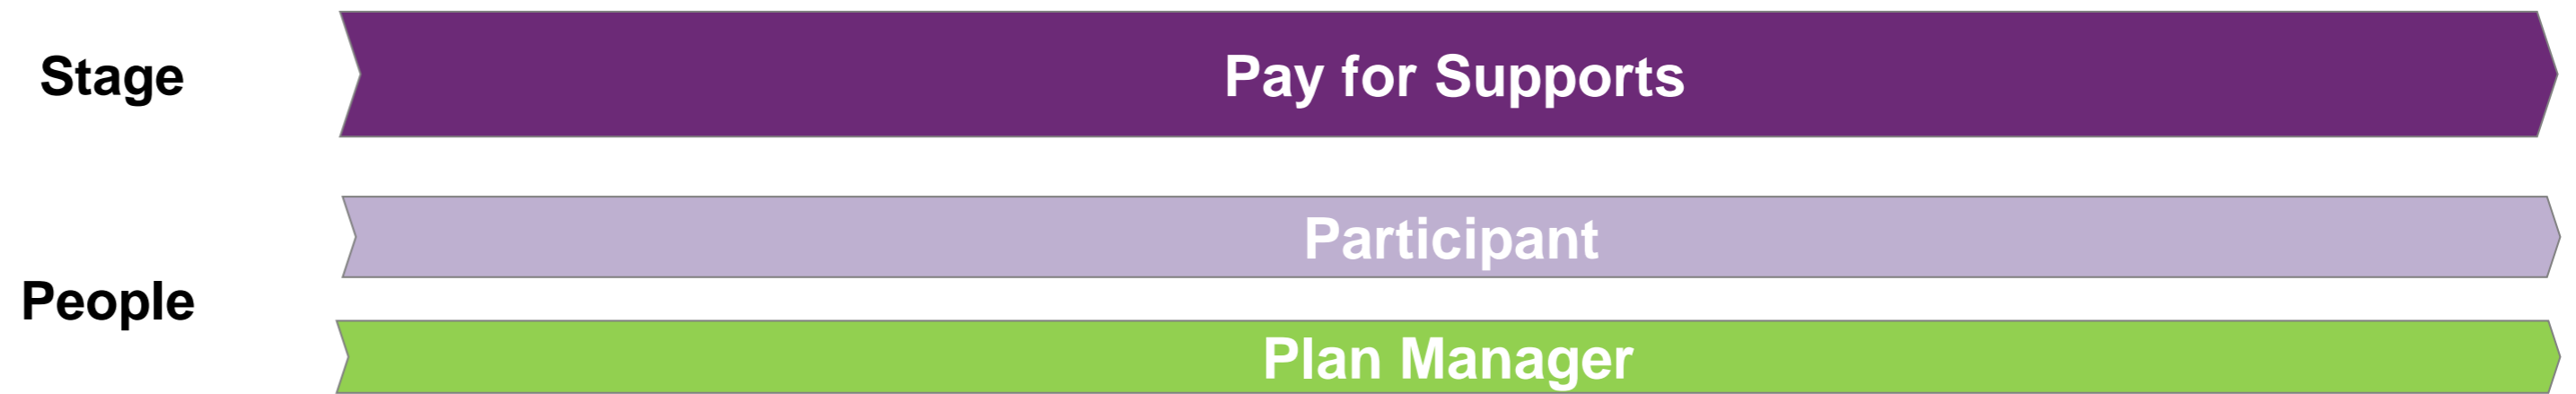 Stage
Pay for Supports
People
Participant
Plan Manager